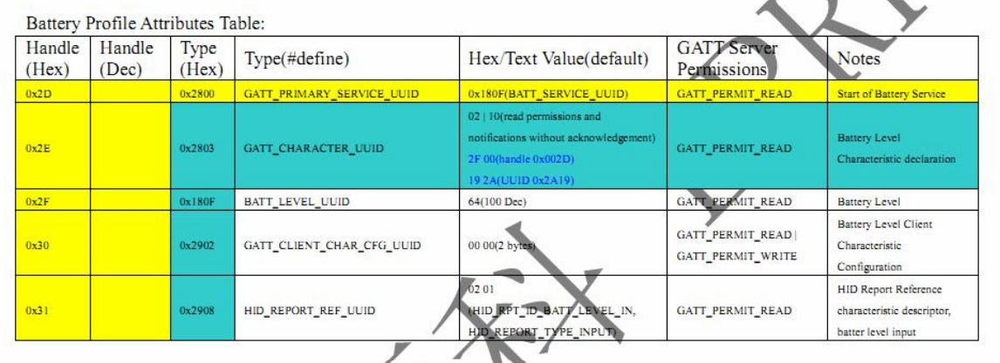 Battery Profile Attributes Table:
Handle (Hex) | Handle (Dec) | Type (Hex) | Type(#define) | Hex/Text Value(default) | GATT Server Permissions | Notes
0x2D | | 0x2800 | GATT_PRIMARY_SERVICE_UUID | 0x180F(BATT_SERVICE_UUID) | GATT_PERMIT_READ | Start of Battery Service
0x2E | | 0x2803 | GATT_CHARACTER_UUID | 02 | 10(read permissions and notifications without acknowledgement) 2F 00(handle 0x002D) 19 2A(UUID 0x2A19) | GATT_PERMIT_READ | Battery Level Characteristic declaration
0x2F | | 0x180F | BATT_LEVEL_UUID | 64(100 Dec) | GATT_PERMIT_READ | Battery Level
0x30 | | 0x2902 | GATT_CLIENT_CHAR_CFG_UUID | 00 00(2 bytes) | GATT_PERMIT_READ | GATT_PERMIT_WRITE | Battery Level Client Characteristic Configuration
0x31 | | 0x2908 | HID_REPORT_REF_UUID | 02 01 (HID_RPT_ID_BATT_LEVEL_IN, HID_REPORT_TYPE_INPUT) | GATT_PERMIT_READ | HID Report Reference characteristic descriptor, batter level input